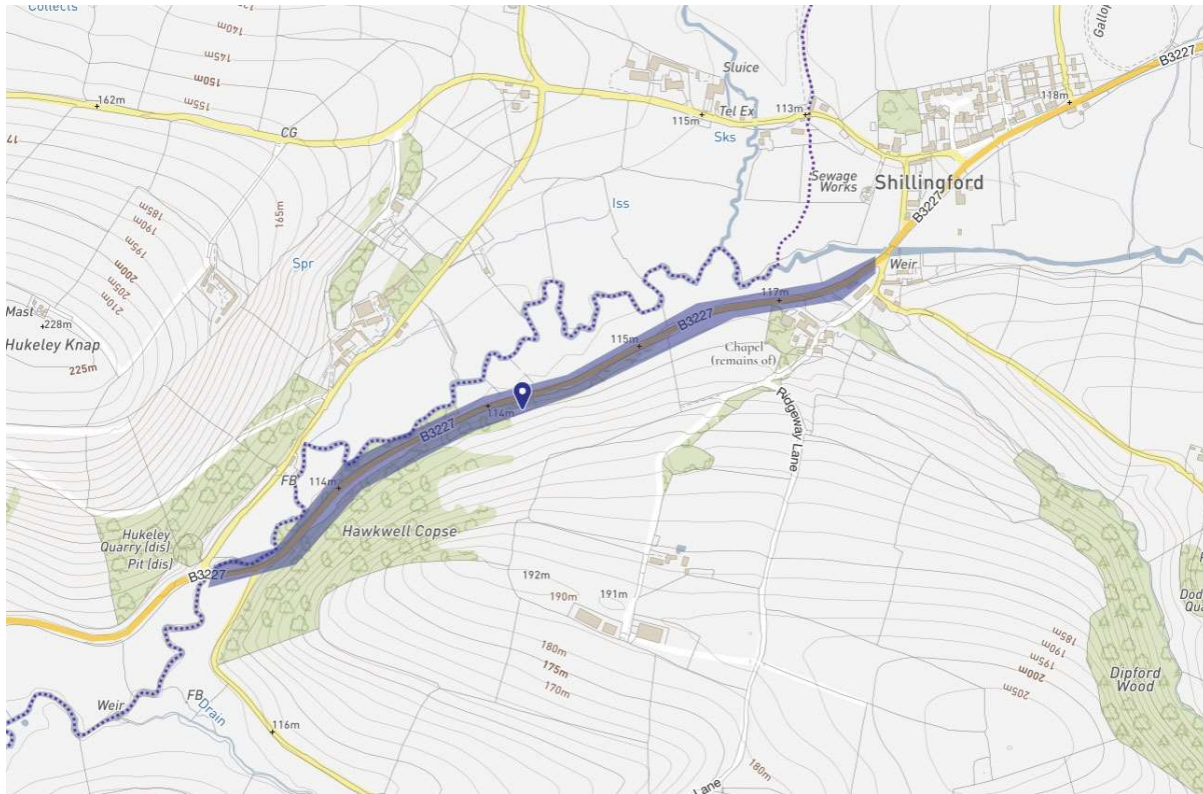 Collects
140m
145m
150m
155m
162m
CG
Sluice
Tel Ex
115m
113m
Sks
118m
B3227
Gallop
Sewage
Works
Shillingford
B3227
165m
185m
190m
195m
200m
205m
210m
Iss
Spr
Weir
Mast
228m
Hukeley Knap
225m
117m
B3227
115m
Chapel
(remains of)
114m
B3227
Ridgeway Lane
FB
114m
Hawkwell Copse
Hukeley
Quarry (dis)
Pit (dis)
B3227
192m
190m
191m
180m
175m
170m
185m
190m
195m
200m
205m
Dipford
Wood
FB
Drain
Weir
116m
180m
Lane